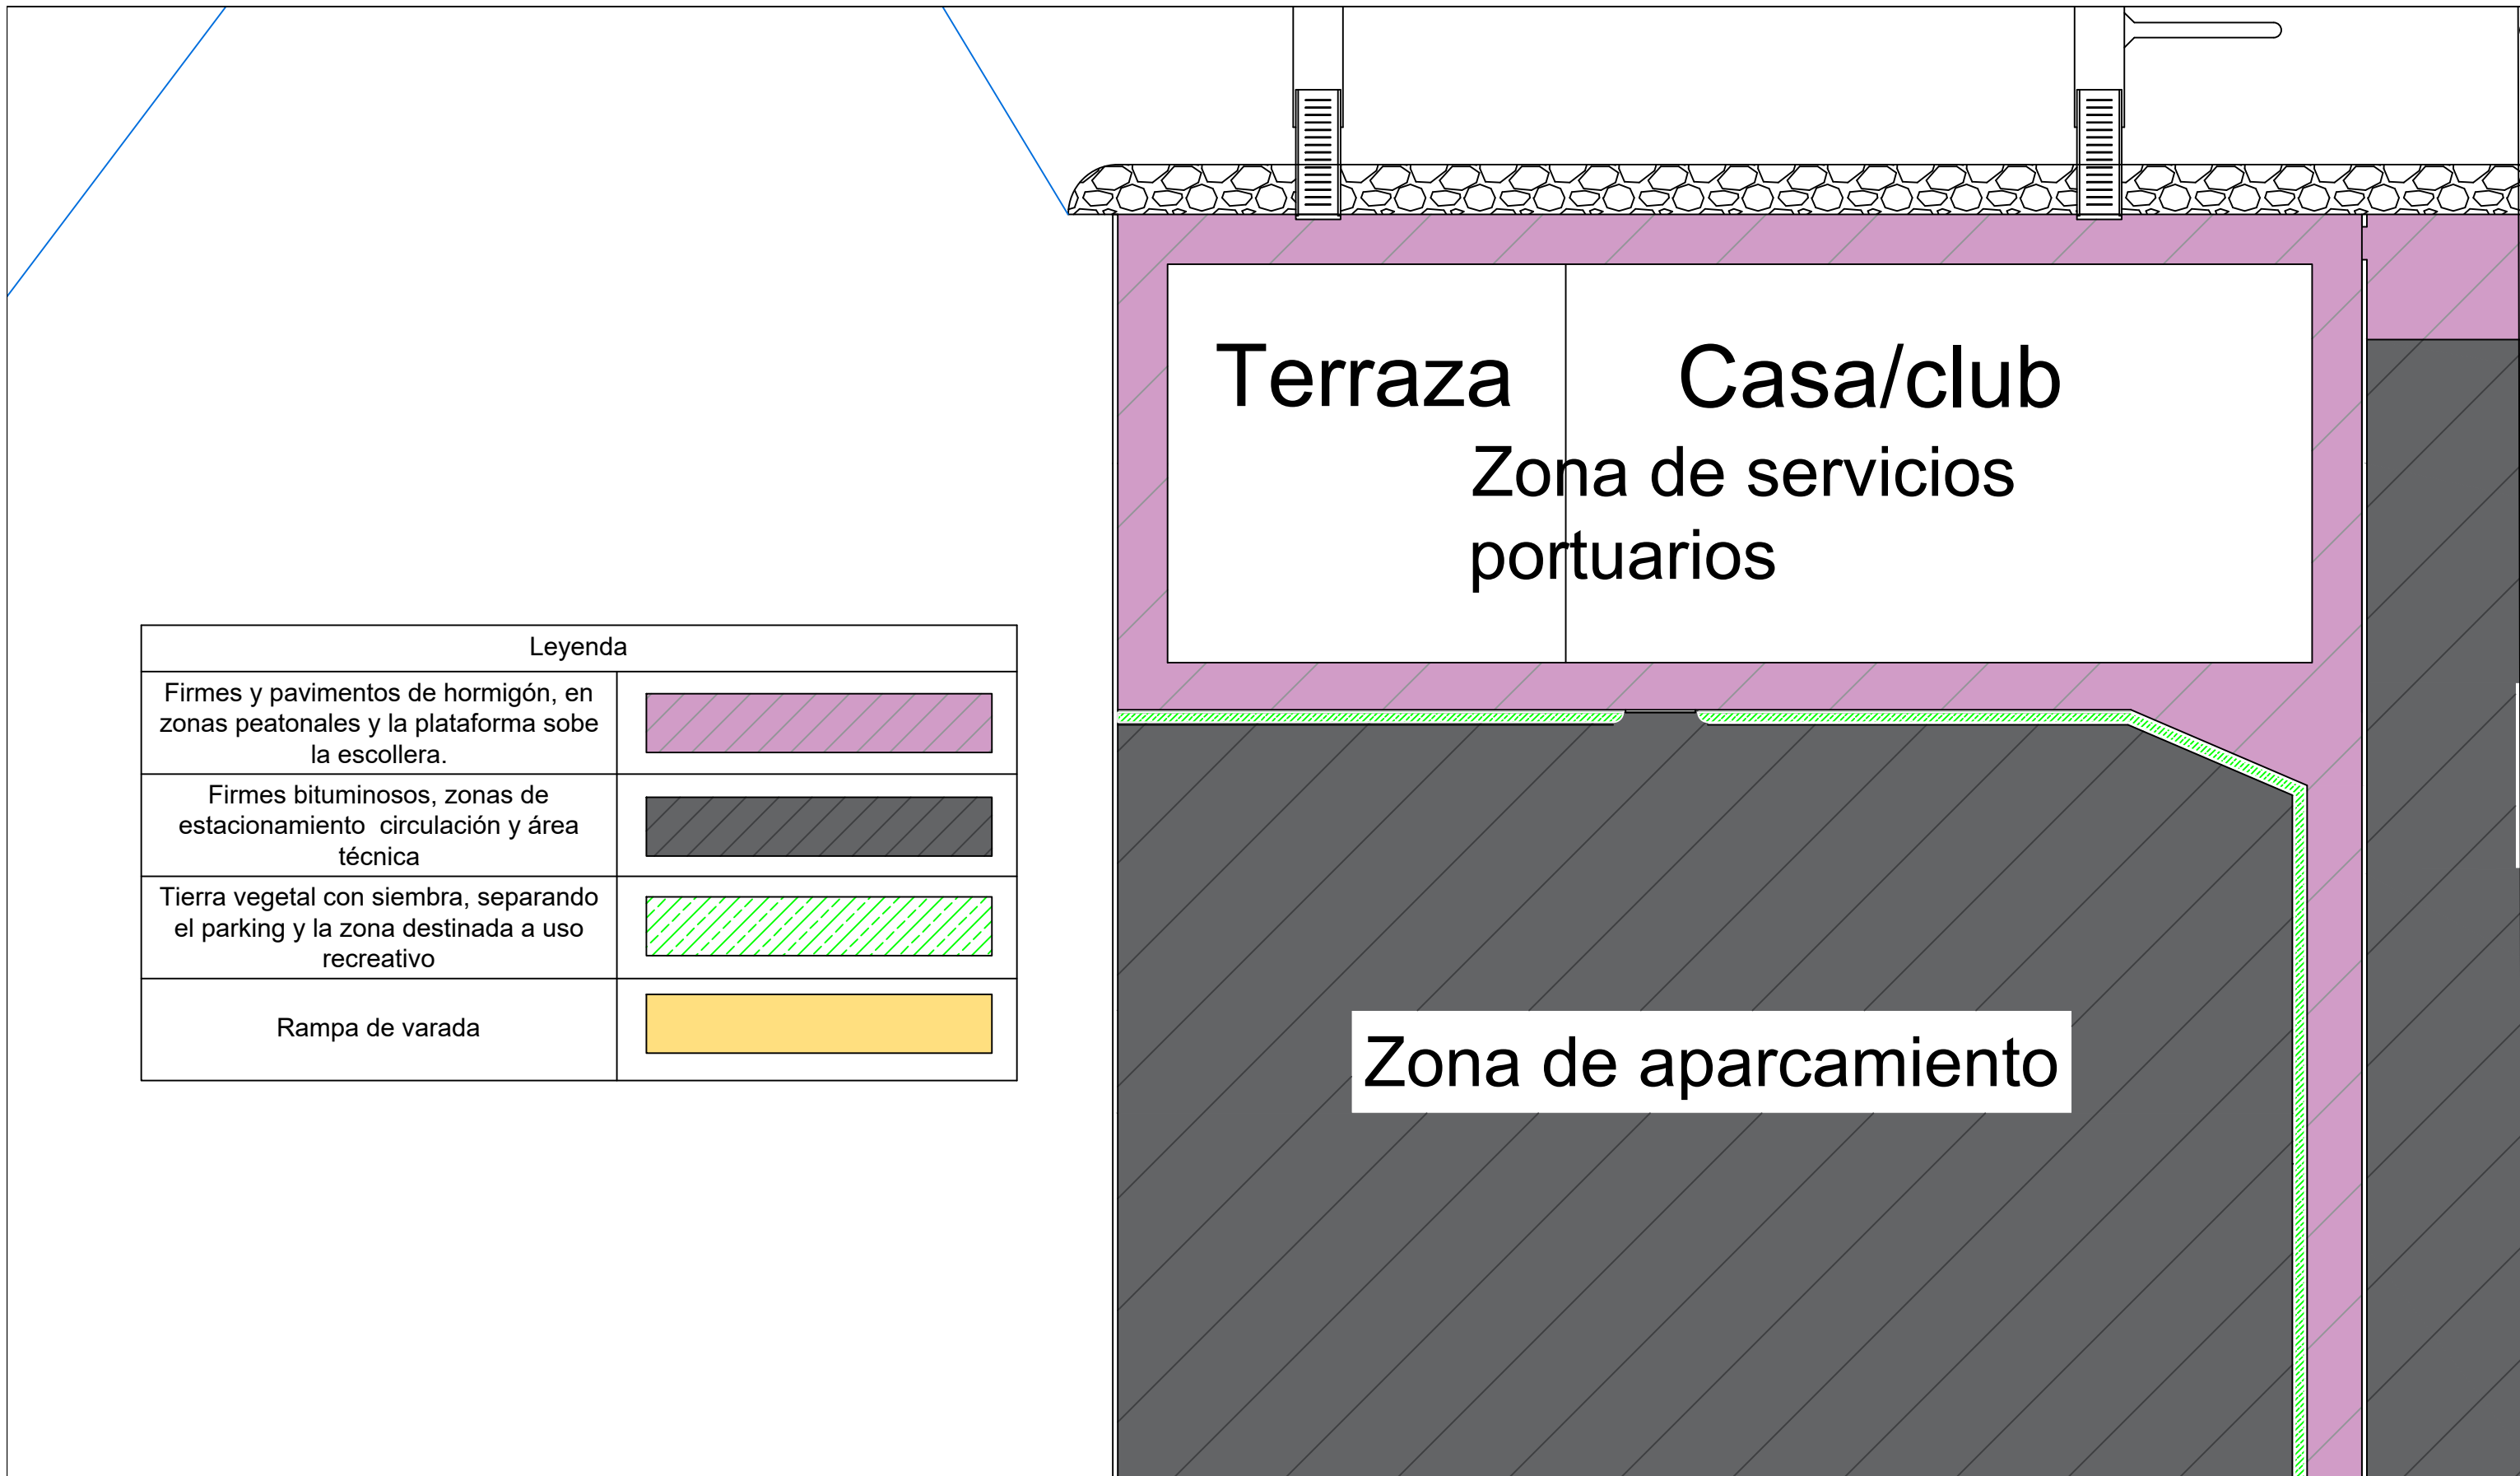 Terraza
Casa/club
Zona de servicios
portuarios
Leyenda
Firmes y pavimentos de hormigón, en
zonas peatonales y la plataforma sobe
la escollera.
Firmes bituminosos, zonas de
estacionamiento  circulación y área
técnica
Tierra vegetal con siembra, separando
el parking y la zona destinada a uso
recreativo
Rampa de varada
Zona de aparcamiento